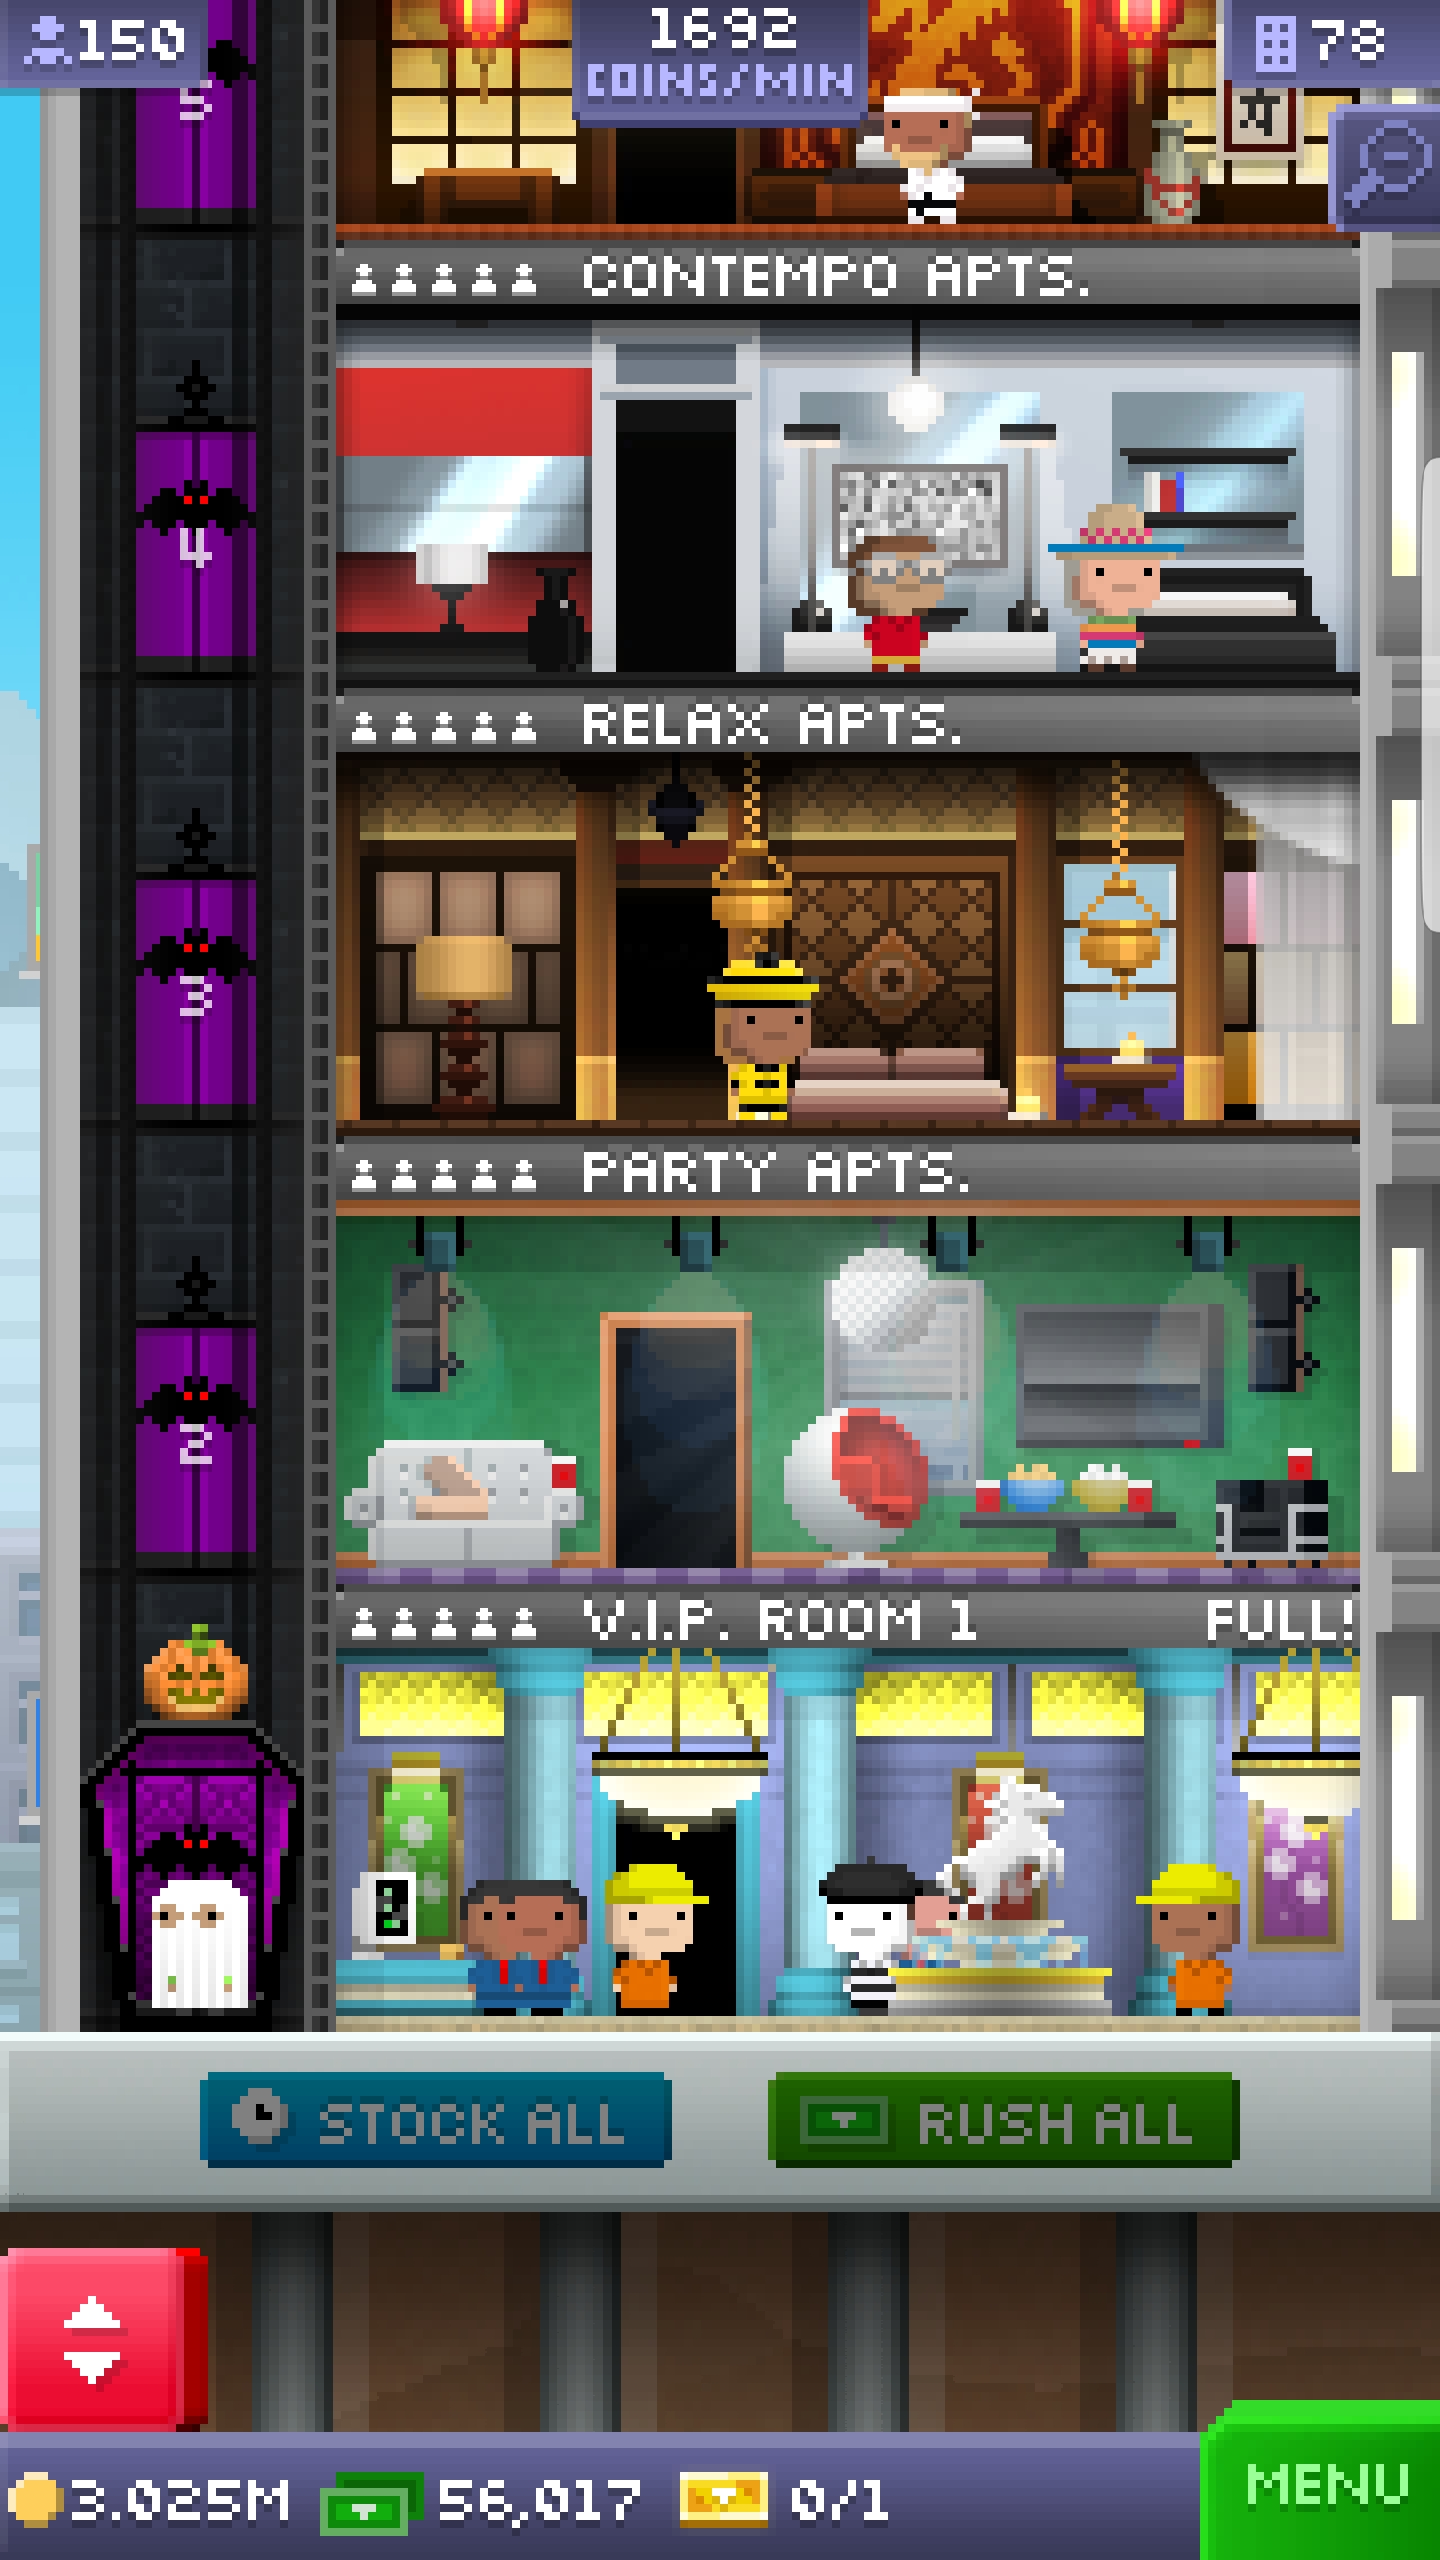 150
1692
COINS/MIN
78
5
CONTEMPO APTS.
4
RELAX APTS.
3
PARTY APTS.
2
V.I.P. ROOM 1 FULL!
STOCK ALL
RUSH ALL
3.025M 56,017 0/1
MENU